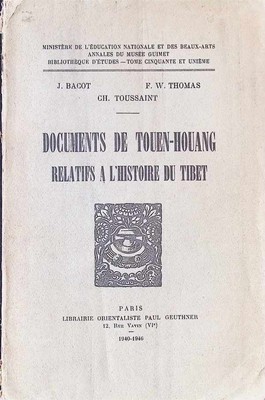 MINISTÈRE DE L'ÉDUCATION NATIONALE ET DES BEAUX-ARTS
ANNALES DU MUSÉE GUIMET
BIBLIOTHÈQUE D'ÉTUDES — TOME CINQUANTE ET UNIÈME
J. BACOT F. W. THOMAS
CH. TOUSSAINT
DOCUMENTS DE TOUEN-HOUANG
RELATIFS A L'HISTOIRE DU TIBET
PARIS
LIBRAIRIE ORIENTALISTE PAUL GEUTHNER
12, RUE VAVIN (VIᵉ)
1940-1946